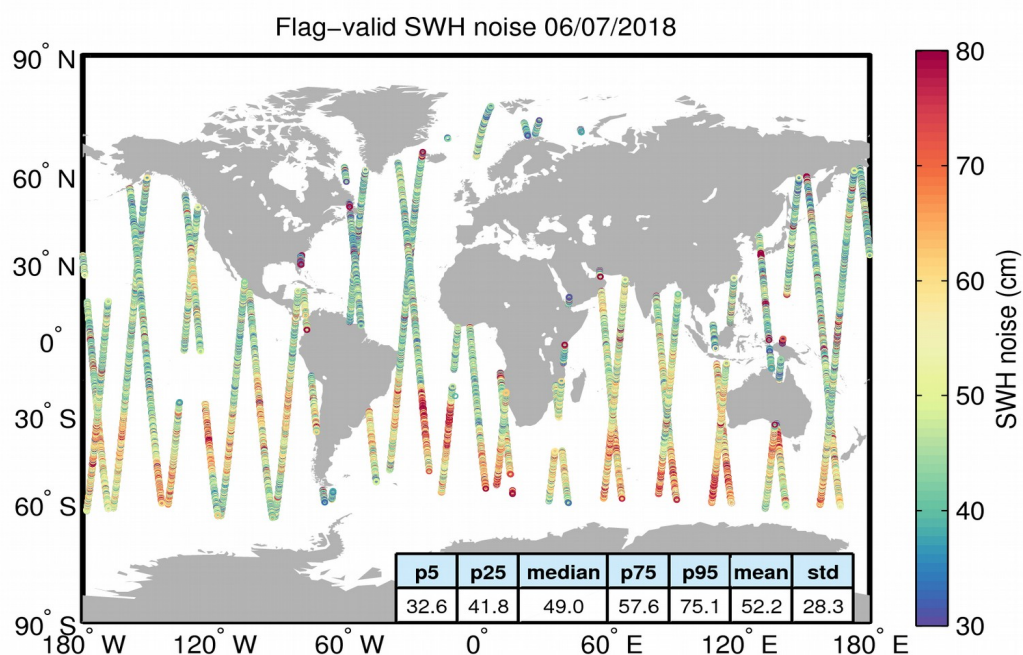 Flag−valid SWH noise 06/07/2018
90° N
60° N
30° N
0°
30° S
60° S
90° S
180° W
120° W
60° W
0°
60° E
120° E
180° E
p5 p25 median p75 p95 mean std
32.6 41.8 49.0 57.6 75.1 52.2 28.3
80
70
60
50
40
30
SWH noise (cm)